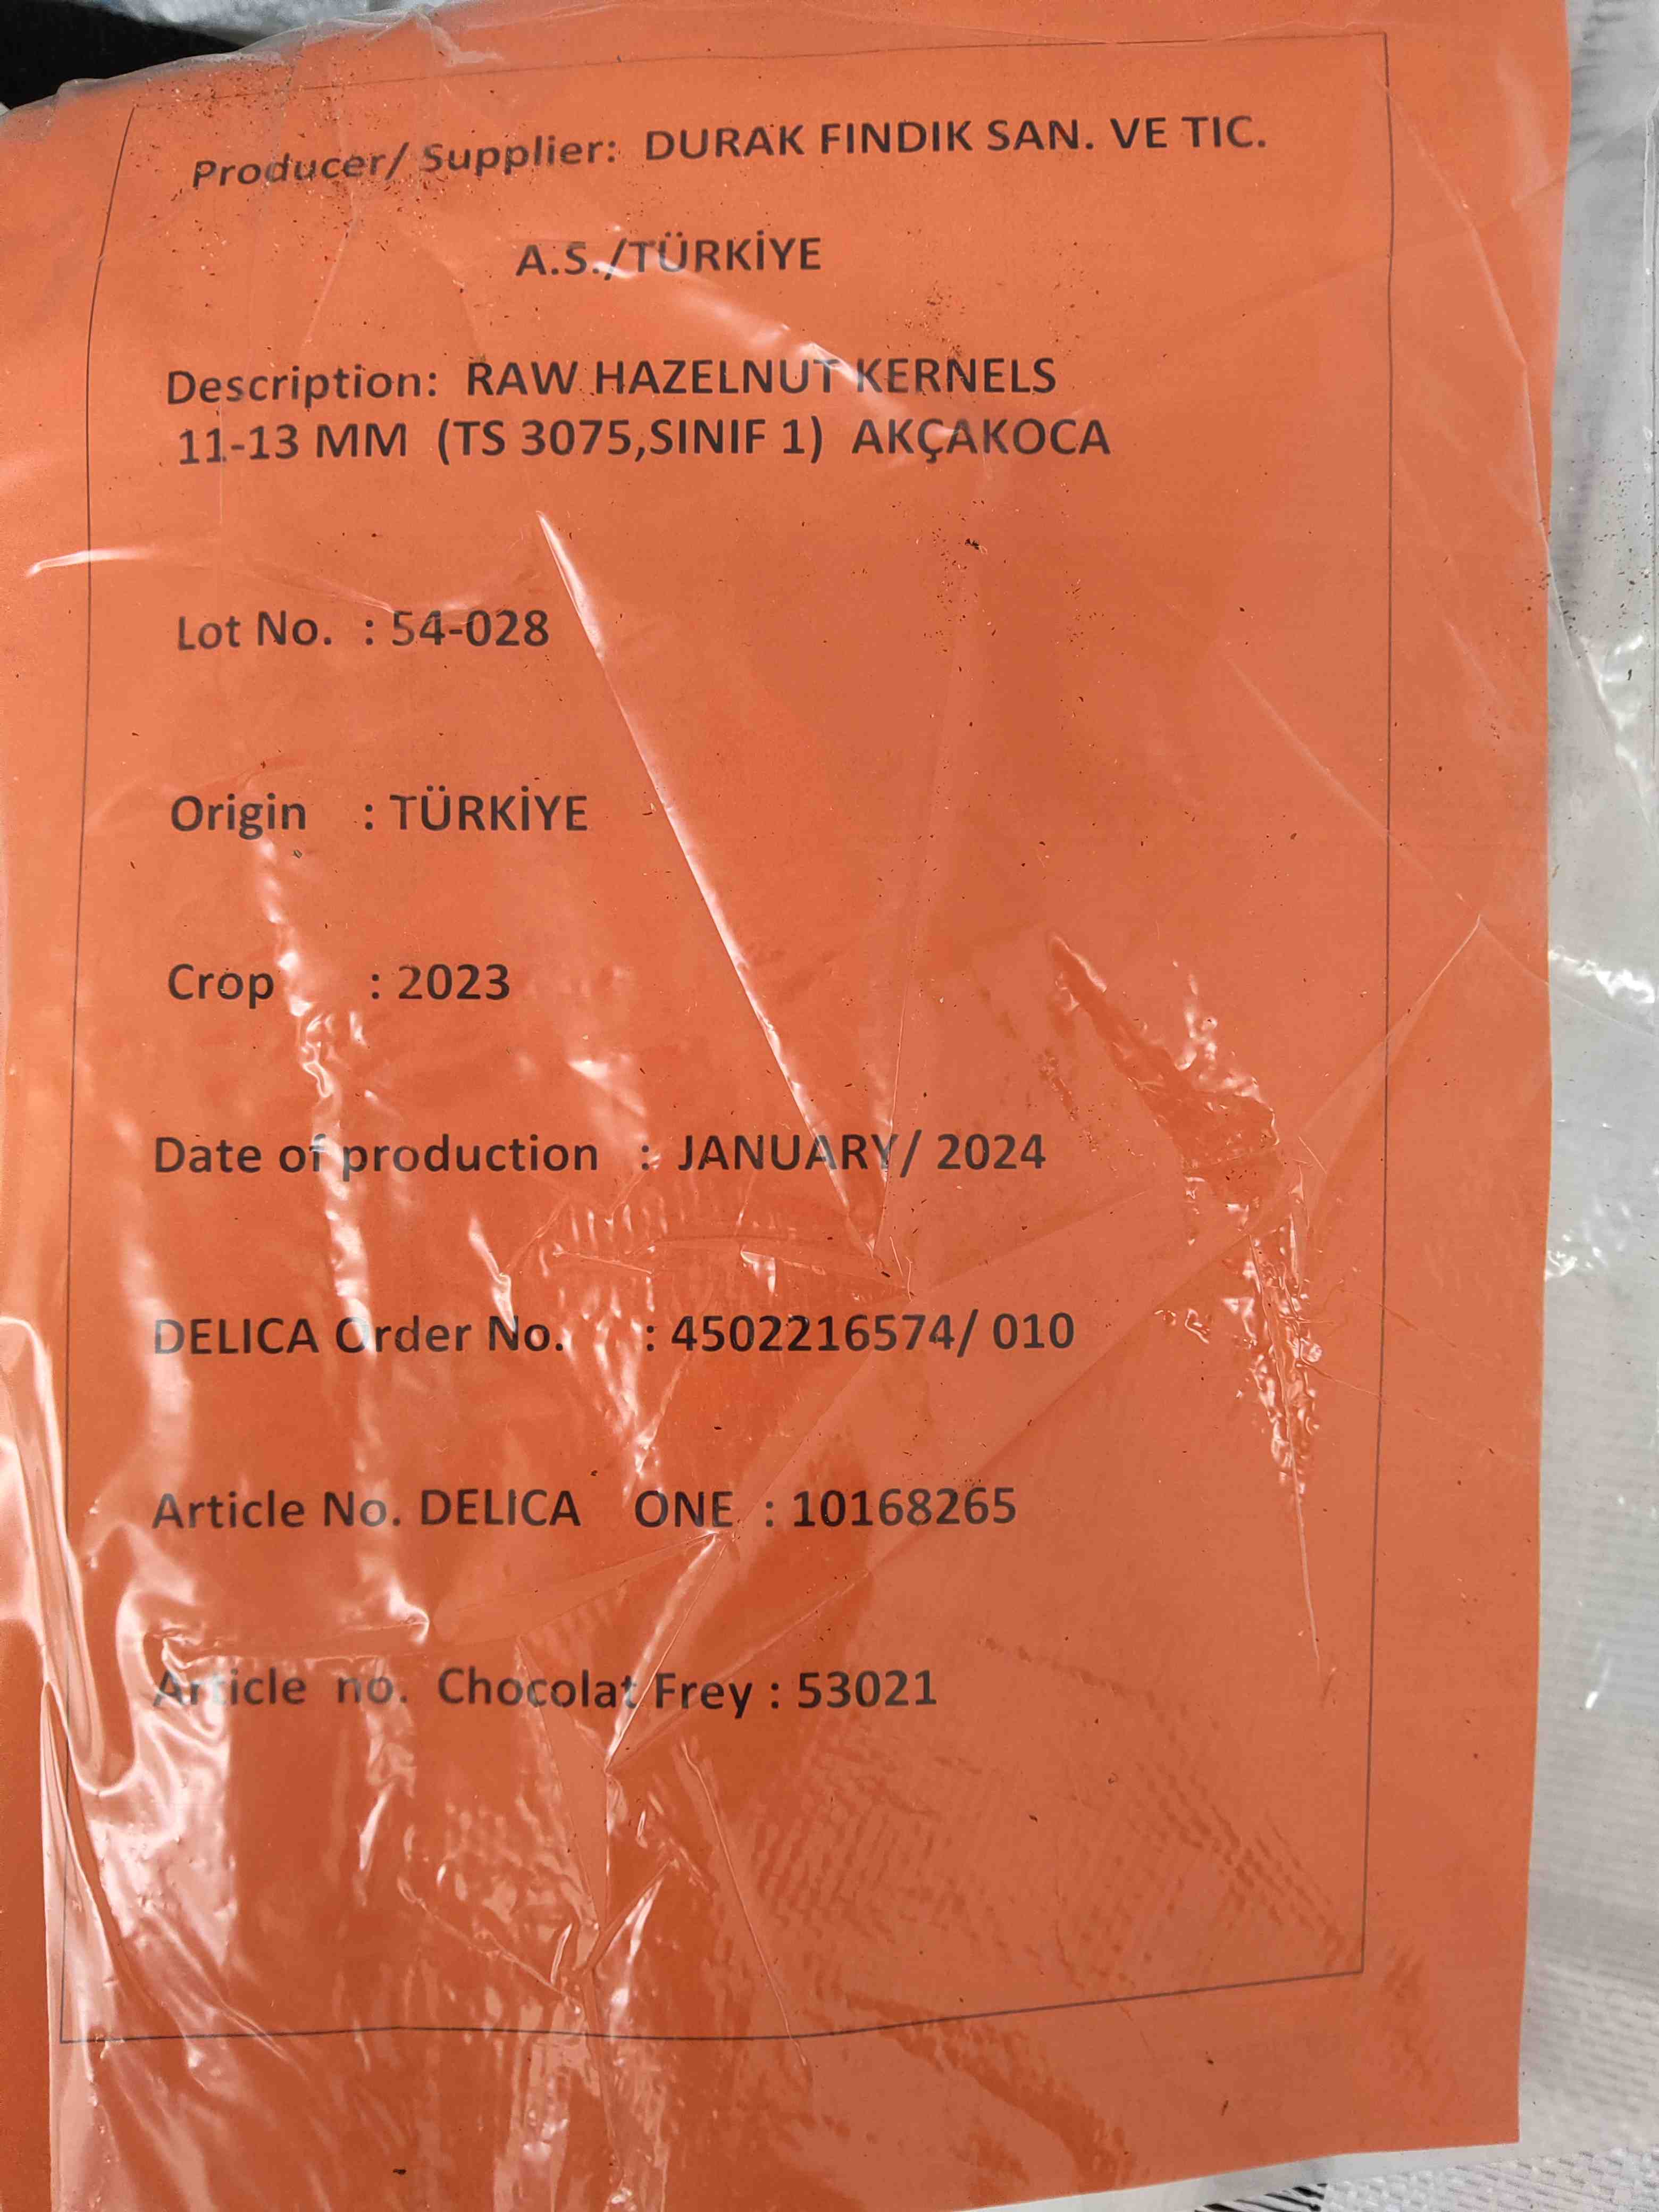 Producer/ Supplier: DURAK FINDIK SAN. VE TIC.
A.S./TÜRKİYE
Description: RAW HAZELNUT KERNELS
11-13 MM (TS 3075,SINIF 1) AKÇAKOCA
Lot No. : 54-028
Origin : TÜRKİYE
Crop : 2023
Date of production : JANUARY/ 2024
DELICA Order No. : 4502216574/ 010
Article No. DELICA ONE : 10168265
Article no. Chocolat Frey : 53021